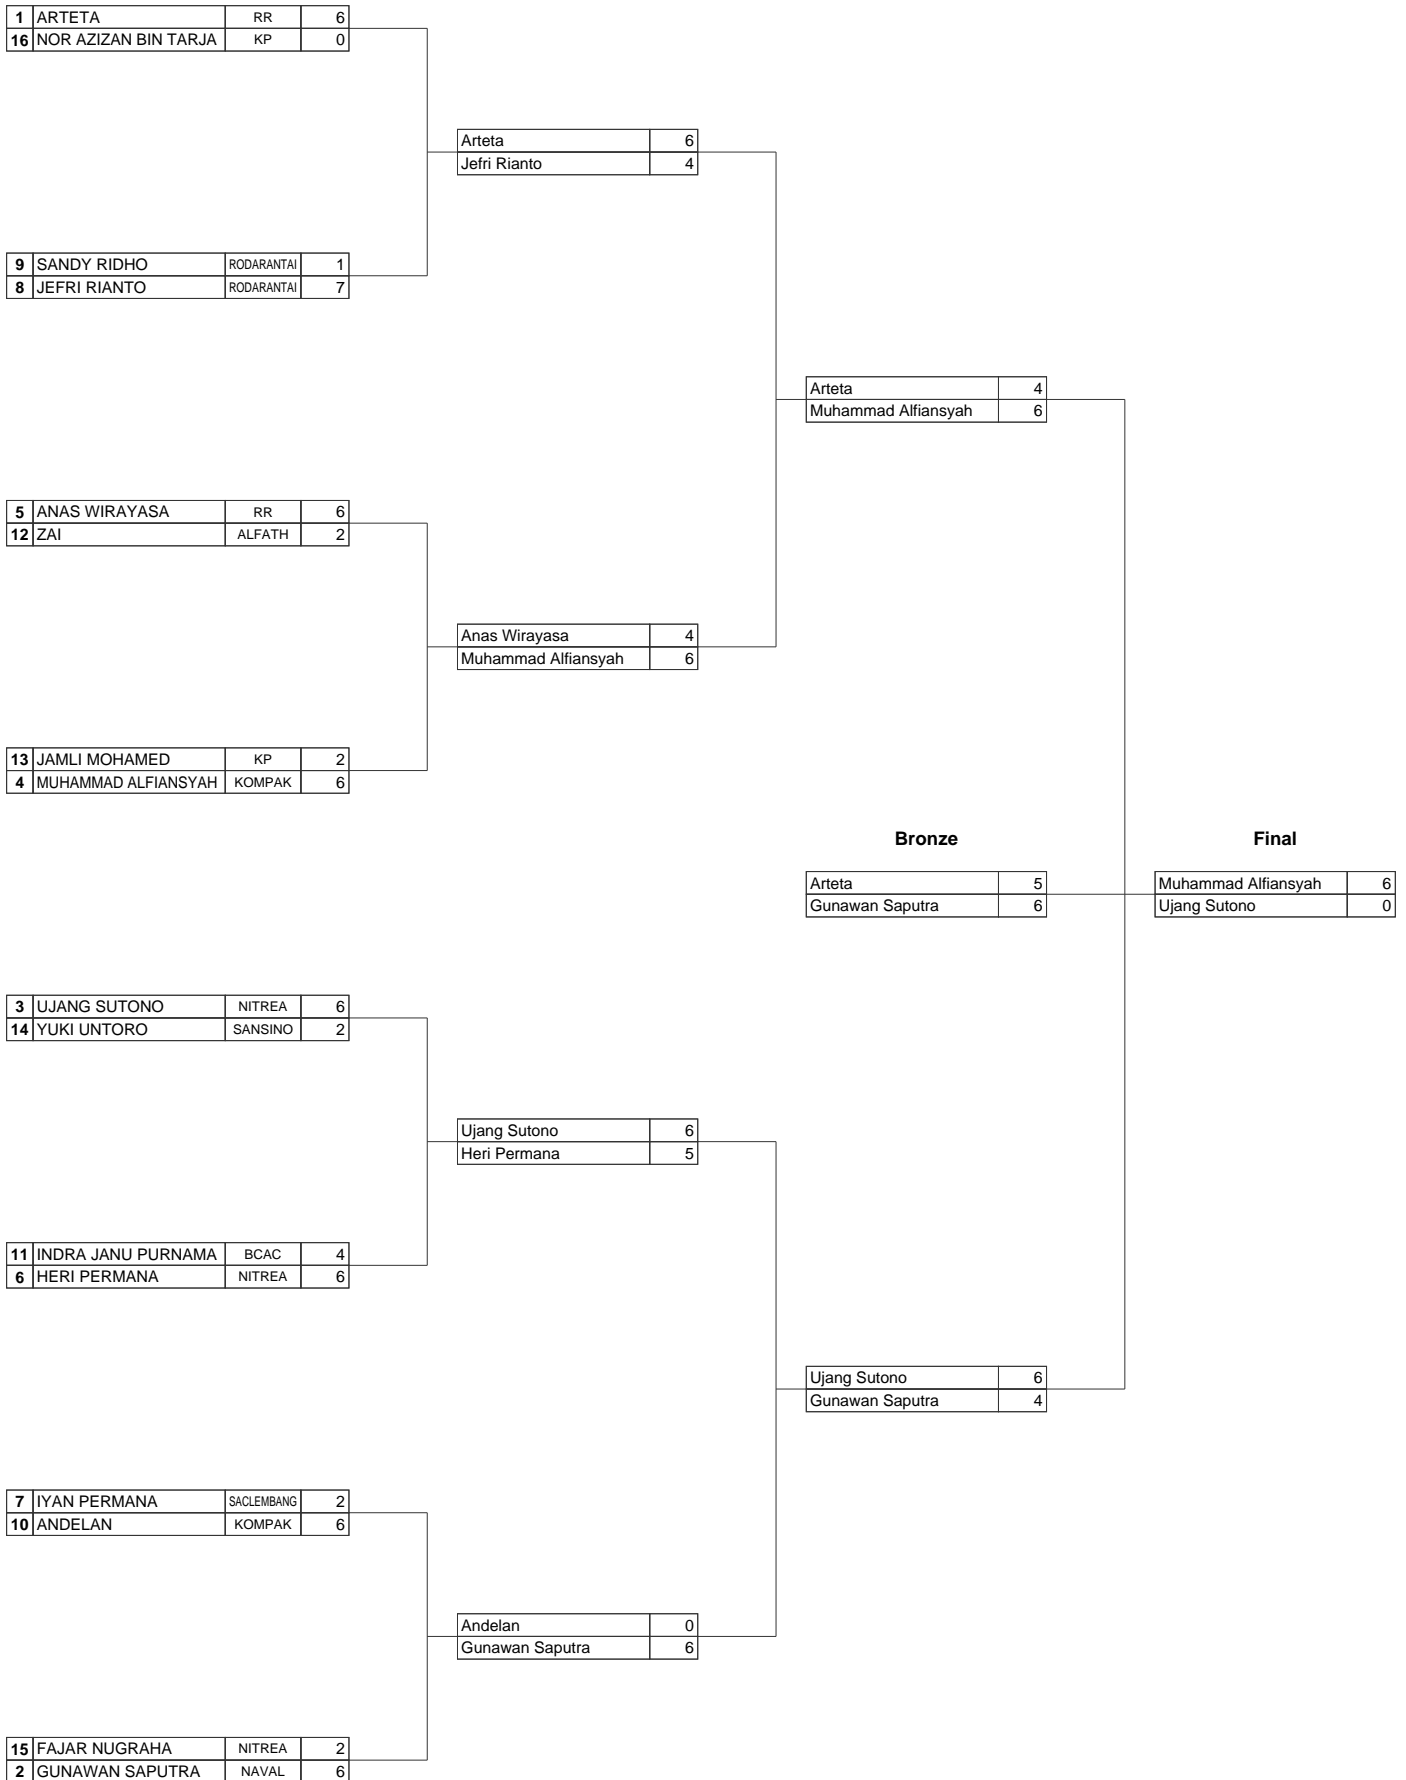 1 ARTETA RR 6
16 NOR AZIZAN BIN TARJA KP 0
Arteta 6
Jefri Rianto 4
9 SANDY RIDHO RODARANTAI 1
8 JEFRI RIANTO RODARANTAI 7
Arteta 4
Muhammad Alfiansyah 6
5 ANAS WIRAYASA RR 6
12 ZAI ALFATH 2
Anas Wirayasa 4
Muhammad Alfiansyah 6
13 JAMLI MOHAMED KP 2
4 MUHAMMAD ALFIANSYAH KOMPAK 6
Bronze Final
Arteta 5 Muhammad Alfiansyah 6
Gunawan Saputra 6 Ujang Sutono 0
3 UJANG SUTONO NITREA 6
14 YUKI UNTORO SANSINO 2
Ujang Sutono 6
Heri Permana 5
11 INDRA JANU PURNAMA BCAC 4
6 HERI PERMANA NITREA 6
Ujang Sutono 6
Gunawan Saputra 4
7 IYAN PERMANA SACLEMBANG 2
10 ANDELAN KOMPAK 6
Andelan 0
Gunawan Saputra 6
15 FAJAR NUGRAHA NITREA 2
2 GUNAWAN SAPUTRA NAVAL 6